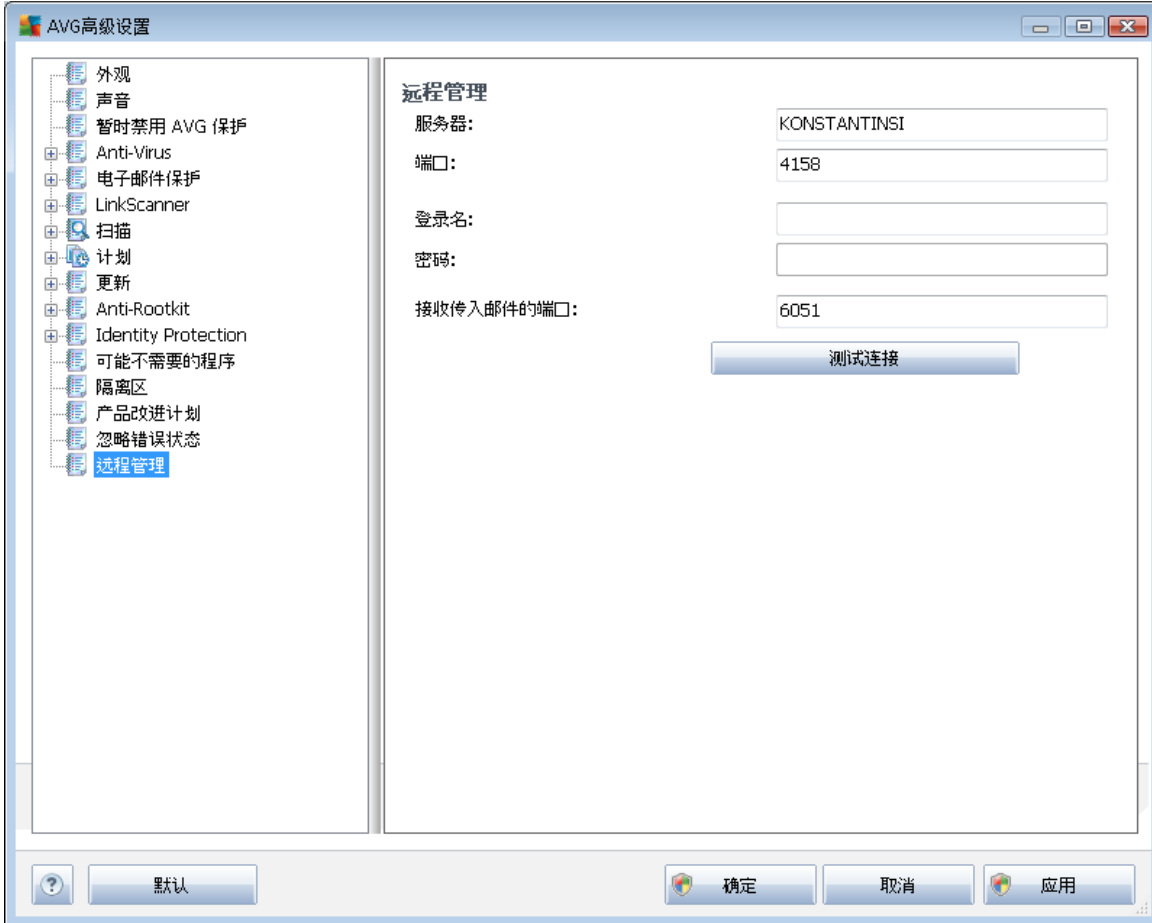 AVG高级设置
外观
声音
暂时禁用 AVG 保护
Anti-Virus
电子邮件保护
LinkScanner
扫描
计划
更新
Anti-Rootkit
Identity Protection
可能不需要的程序
隔离区
产品改进计划
忽略错误状态
远程管理
远程管理
服务器: KONSTANTINSI
端口: 4158
登录名:
密码:
接收传入邮件的端口: 6051
测试连接
? 默认 确定 取消 应用